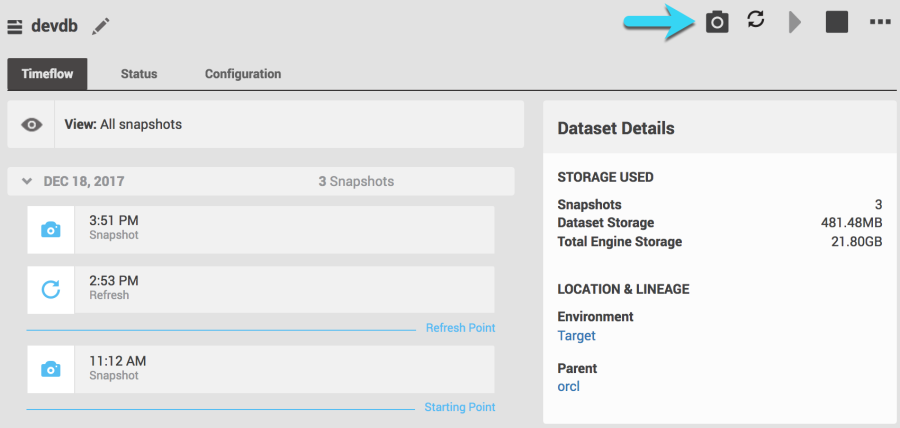 devdb
Timeflow Status Configuration
View: All snapshots
DEC 18, 2017 3 Snapshots
3:51 PM
Snapshot
2:53 PM
Refresh
Refresh Point
11:12 AM
Snapshot
Starting Point
Dataset Details
STORAGE USED
Snapshots 3
Dataset Storage 481.48MB
Total Engine Storage 21.80GB
LOCATION & LINEAGE
Environment
Target
Parent
orcl